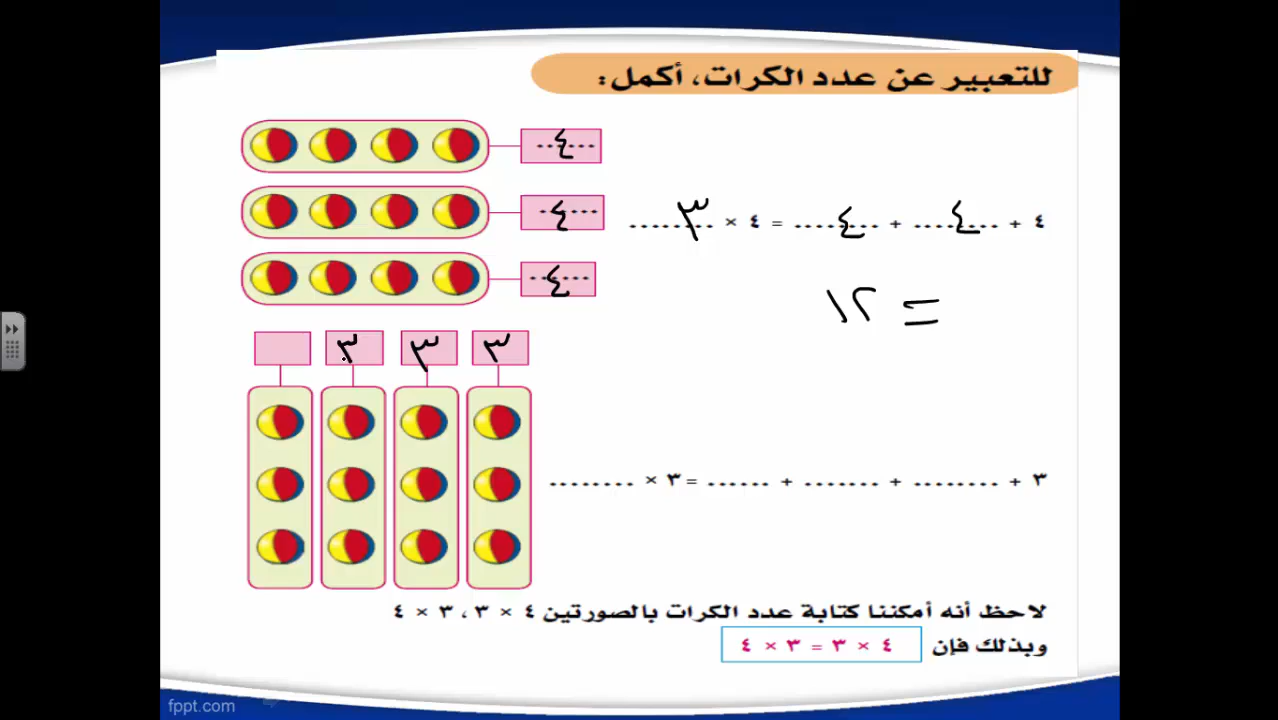 للتعبير عن عدد الكرات، أكمل:
٤
٤
٤
٤ + ...٤... + ...٤... = ٤ × ...٣...
= ١٢
٣ ٣ ٣
٣ + ........ + ....... + ...... = ٣ × ........
لاحظ أنه أمكننا كتابة عدد الكرات بالصورتين ٤ × ٣ ، ٣ × ٤
وبذلك فإن ٤ × ٣ = ٣ × ٤
fppt.com